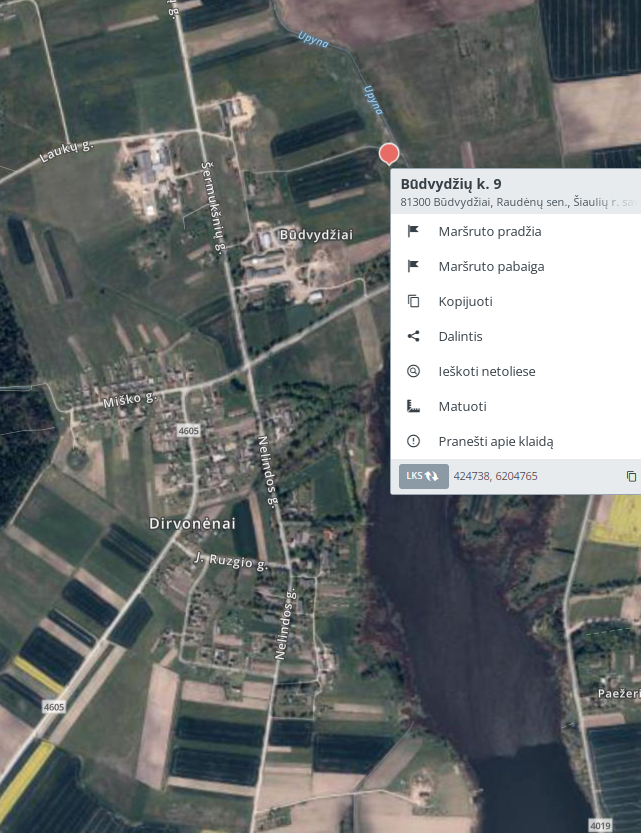 ų g.
Upyna
Upyna
Laukų g.
Šermukšnių g.
Būdvydžių k. 9
81300 Būdvydžiai, Raudėnų sen., Šiaulių r. sav
Būdvydžiai
Maršruto pradžia
Maršruto pabaiga
Kopijuoti
Dalintis
Ieškoti netoliese
Matuoti
Pranešti apie klaidą
LKS 424738, 6204765
Miško g.
4605
Nelindos g.
Dirvonėnai
J. Ruzgio g.
Nelindos g.
Paežeri
4605
4019